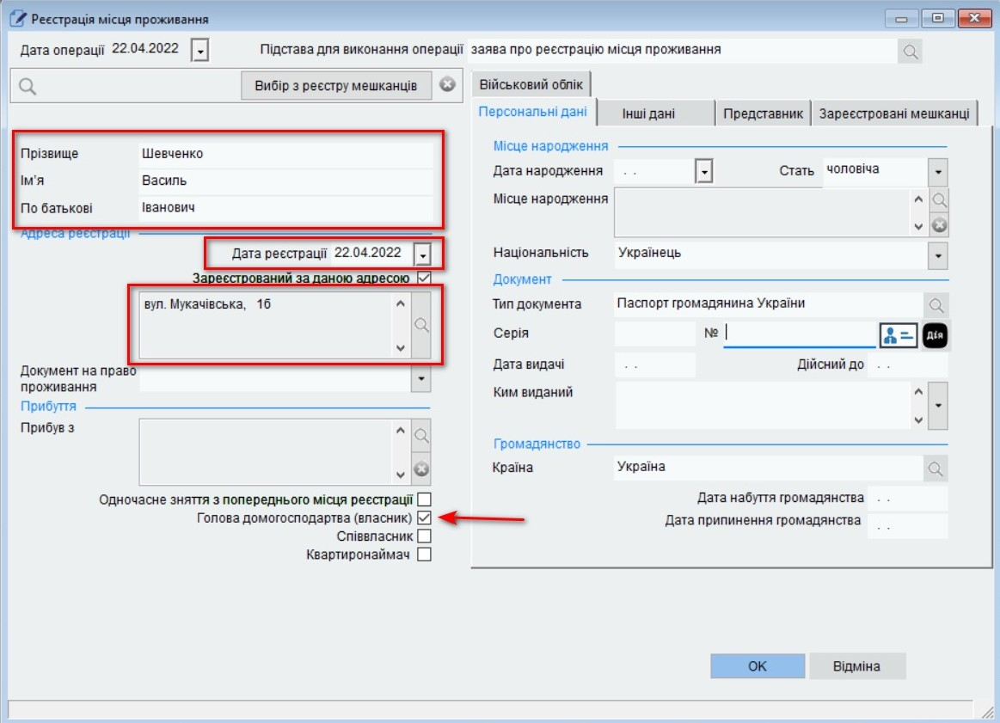 Реєстрація місця проживання
Дата операції 22.04.2022 Підстава для виконання операції заява про реєстрацію місця проживання
Вибір з реєстру мешканців
Прізвище Шевченко
Ім'я Василь
По батькові Іванович
Адреса реєстрації
Дата реєстрації 22.04.2022
Зареєстрований за даною адресою
вул. Мукачівська, 1б
Документ на право
проживання
Прибуття
Прибув з
Одночасне зняття з попереднього місця реєстрації
Голова домогосподартва (власник)
Співвласник
Квартиронаймач
Військовий облік
Персональні дані Інші дані Представник Зареєстровані мешканці
Місце народження
Дата народження . . Стать чоловіча
Місце народження
Національність Українець
Документ
Тип документа Паспорт громадянина України
Серія № Дія
Дата видачі . . Дійсний до . .
Ким виданий
Громадянство
Країна Україна
Дата набуття громадянства . .
Дата припинення громадянства . .
OK Відміна